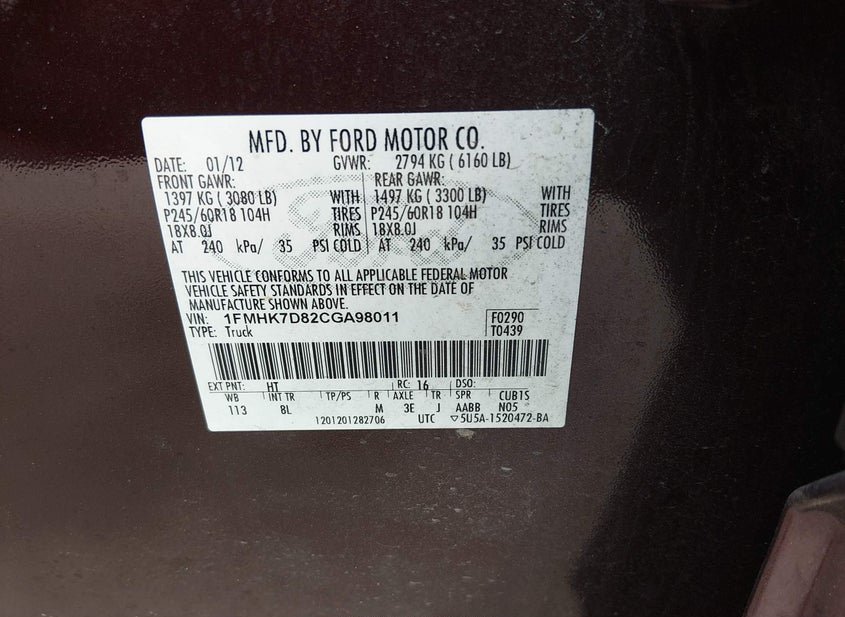 MFD. BY FORD MOTOR CO.
DATE: 01/12 GVWR: 2794 KG ( 6160 LB)
FRONT GAWR: REAR GAWR:
1397 KG ( 3080 LB) WITH 1497 KG ( 3300 LB) WITH
P245/60R18 104H TIRES P245/60R18 104H TIRES
18X8.0J RIMS 18X8.0J RIMS
AT 240 kPa/ 35 PSI COLD AT 240 kPa/ 35 PSI COLD
THIS VEHICLE CONFORMS TO ALL APPLICABLE FEDERAL MOTOR
VEHICLE SAFETY STANDARDS IN EFFECT ON THE DATE OF
MANUFACTURE SHOWN ABOVE.
VIN: 1FMHK7D82CGA98011 F0290
TYPE: Truck T0439
EXT PNT: HT RC: 16 DSO:
WB INT TR TP/PS R AXLE TR SPR CUB1S
113 BL M 3E J AABB N05
1201201282706 UTC ▽5U5A-1520472-BA
Ford